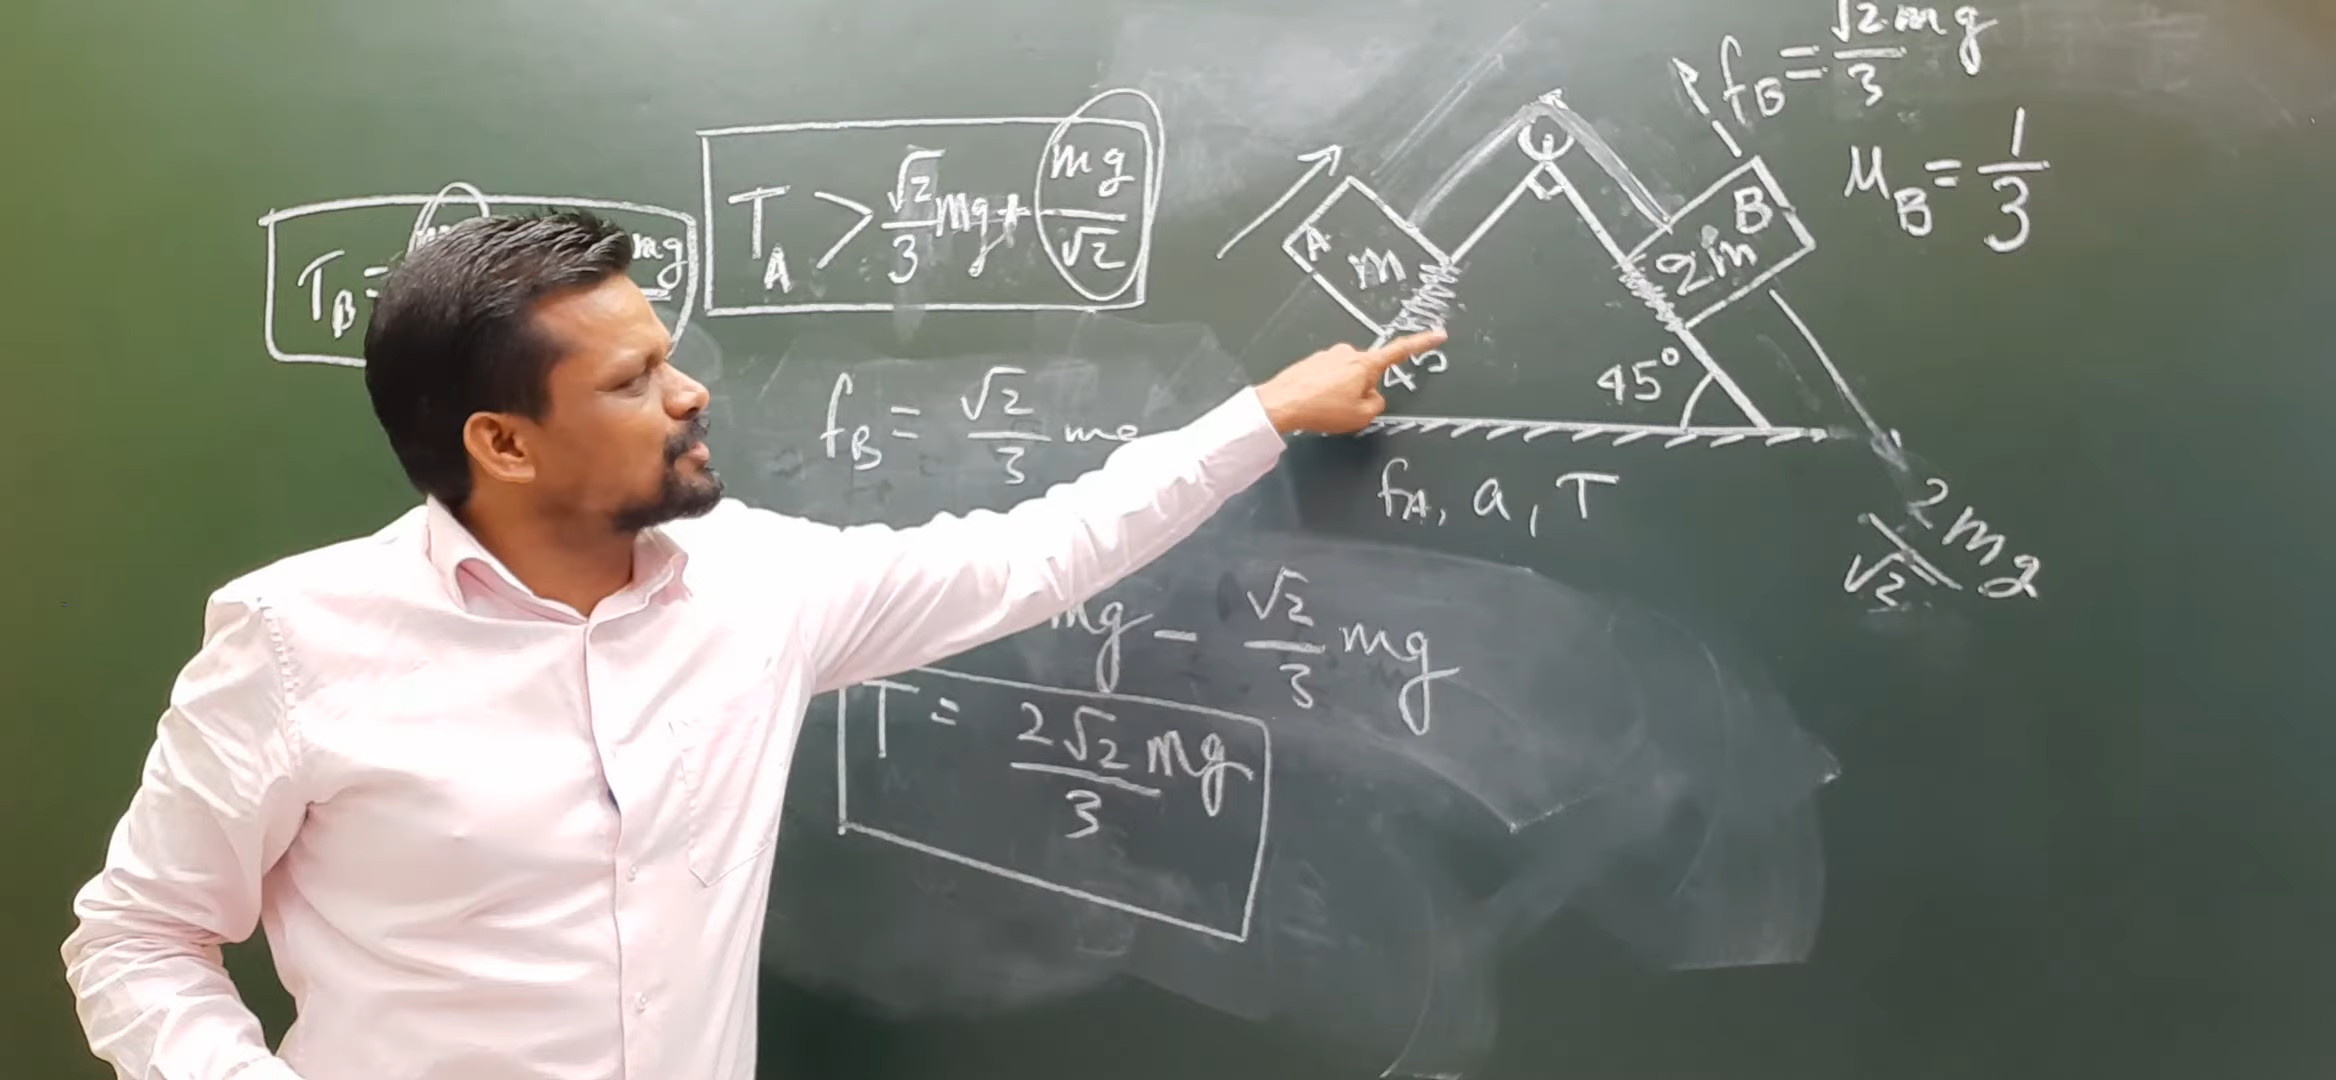 T_B =
mg
T_A > √2/3 mg + mg/√2
f_B = √2/3 mg
mg - √2/3 mg
T = 2√2/3 mg
f_B = √2/3 mg
μ_B = 1/3
A
m
B
2m
45
45°
f_A, a, T
2mg/√2